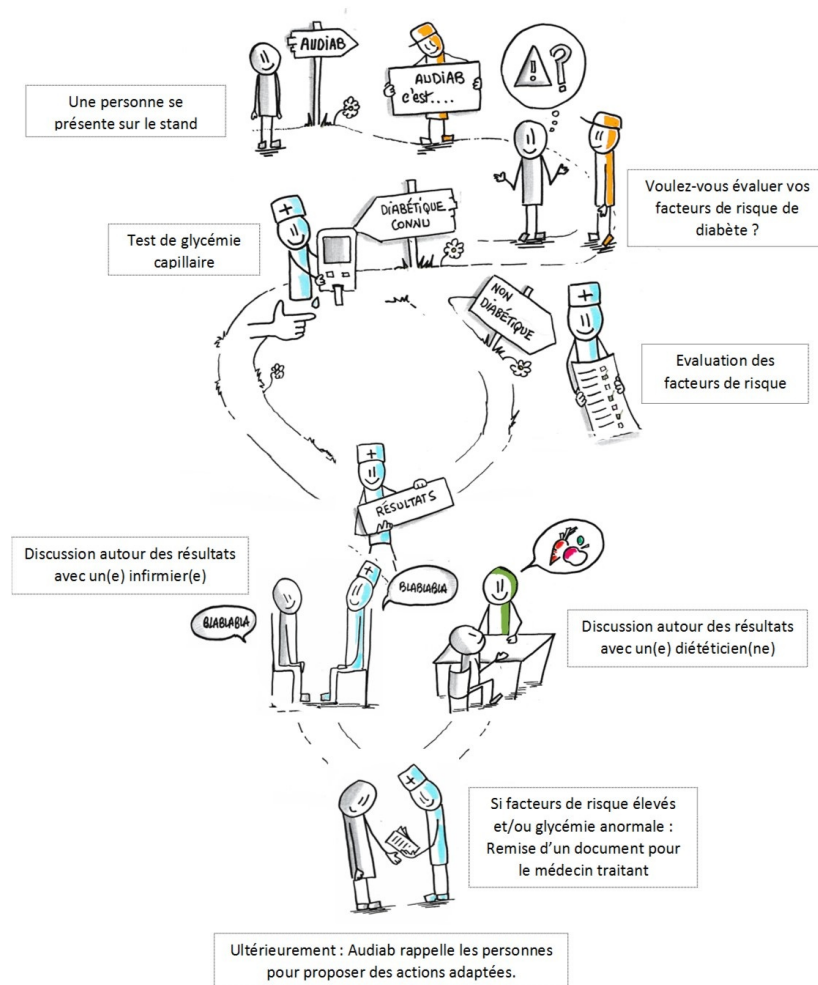 AUDIAB
AUDIAB
c'est....
Une personne se
présente sur le stand
!?
Voulez-vous évaluer vos
facteurs de risque de
diabète ?
DIABÉTIQUE
CONNU
Test de glycémie
capillaire
NON
DIABÉTIQUE
Evaluation des
facteurs de risque
RÉSULTATS
Discussion autour des résultats
avec un(e) infirmier(e)
BLABLABLA
BLABLABLA
Discussion autour des résultats
avec un(e) diététicien(ne)
Si facteurs de risque élevés
et/ou glycémie anormale :
Remise d’un document pour
le médecin traitant
Ultérieurement : Audiab rappelle les personnes
pour proposer des actions adaptées.